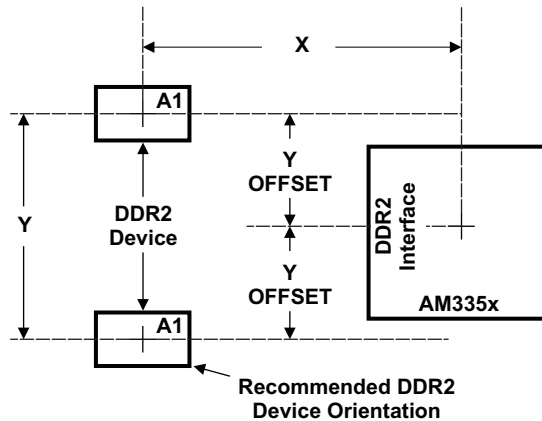 X
A1
Y
OFFSET
DDR2
Interface
Y
DDR2
Device
Y
OFFSET
AM335x
A1
Recommended DDR2
Device Orientation